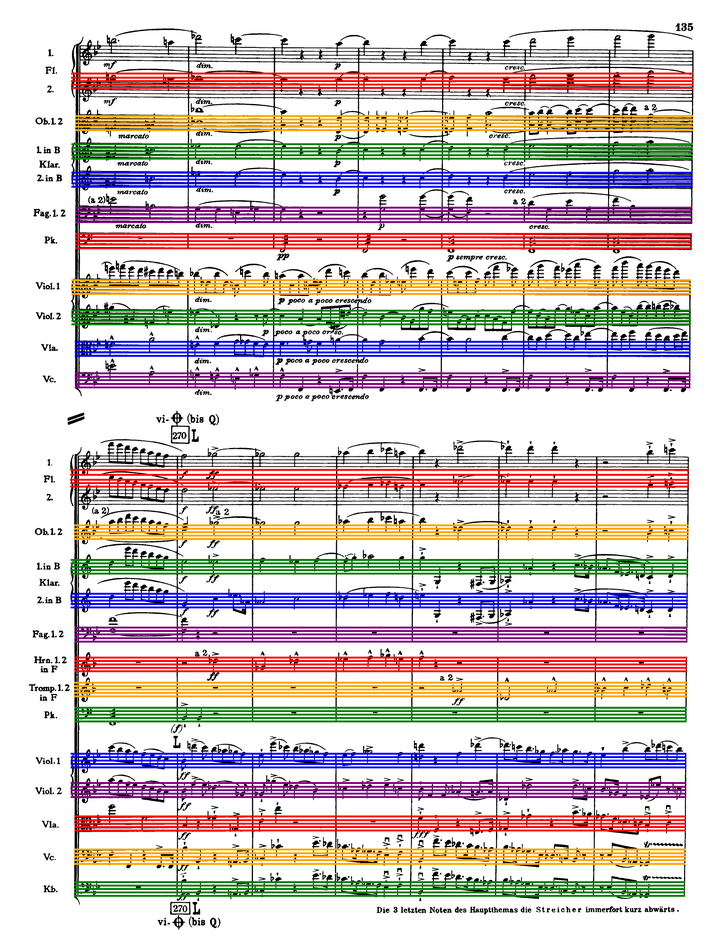 135
1.
Fl.
2.
mf dim. p cresc.
mf dim. p cresc.
Ob.1.2 marcato dim. p cresc. a 2
1. in B marcato dim. p cresc.
Klar.
2. in B marcato dim. p cresc.
Fag.1.2 (a 2) marcato dim. p a 2 cresc.
Pk. pp p sempre cresc.
Viol.1 dim. p poco a poco crescendo
Viol.2 dim. p poco a poco cresc.
Vla. dim. p poco a poco crescendo
Vc. dim. p poco a poco crescendo
vi- (bis Q)
270 L
1. f ff
Fl.
2. f ff
Ob.1.2 (a 2) f ff a 2
1. in B f ff
Klar.
2. in B f ff
Fag.1.2 f
Hrn.1.2 in F a 2. ff
Tromp.1.2 in F a 2. ff
Pk. (f)
L
Viol.1 ff
Viol.2 ff
Vla. ff fff
Vc. ff
Kb. ff
270 L
vi- (bis Q)
Die 3 letzten Noten des Hauptthemas die Streicher immerfort kurz abwärts.